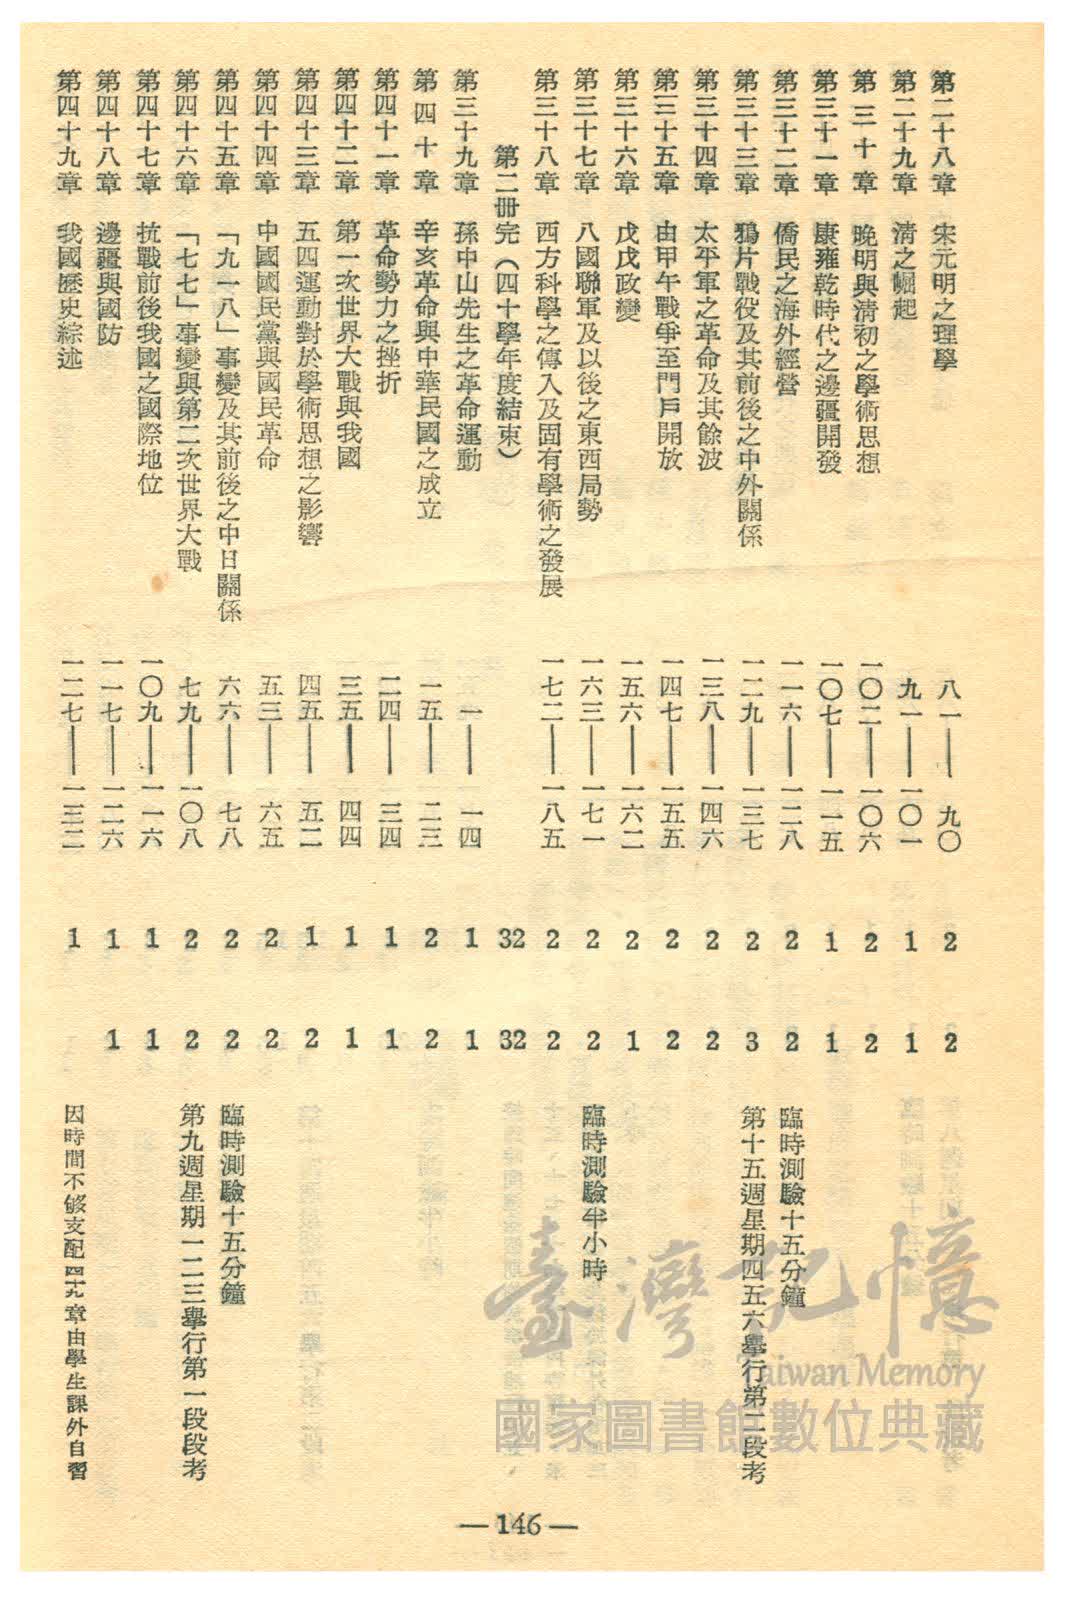 第二十八章　宋元明之理學　八一——九〇　2　2
第二十九章　清之崛起　九一——一〇一　1　1
第三十章　晚明與清初之學術思想　一〇二——一〇六　2　2
第三十一章　康雍乾時代之邊疆開發　一〇七——一一五　1　1
第三十二章　僑民之海外經營　一一六——一二八　2　2　臨時測驗十五分鐘
第三十三章　鴉片戰役及其前後之中外關係　一二九——一三七　2　3　第十五週星期四五六舉行第二段考
第三十四章　太平軍之革命及其餘波　一三八——一四六　2　2
第三十五章　由甲午戰爭至門戶開放　一四七——一五五　2　2
第三十六章　戊戌政變　一五六——一六二　2　1
第三十七章　八國聯軍及以後之東西局勢　一六三——一七一　2　2　臨時測驗半小時
第三十八章　西方科學之傳入及固有學術之發展　一七二——一八五　2　2
第二冊完（四十學年度結束）　32　32
第三十九章　孫中山先生之革命運動　一——一四　1　1
第四十章　辛亥革命與中華民國之成立　一五——二三　2　2
第四十一章　革命勢力之挫折　二四——三四　1　1
第四十二章　第一次世界大戰與我國　三五——四四　1　1
第四十三章　五四運動對於學術思想之影響　四五——五二　1　2
第四十四章　中國國民黨與國民革命　五三——六五　2　2
第四十五章　「九一八」事變及其前後之中日關係　六六——七八　2　2　臨時測驗十五分鐘
第四十六章　「七七」事變與第二次世界大戰　七九——一〇八　2　2　第九週星期一二三舉行第一段段考
第四十七章　抗戰前後我國之國際地位　一〇九——一一六　1　1
第四十八章　邊疆與國防　一一七——一二六　1　1
第四十九章　我國歷史綜述　一二七——一三二　1　因時間不够支配四十九章由學生課外自習
—146—
臺灣記憶
Taiwan Memory
國家圖書館數位典藏